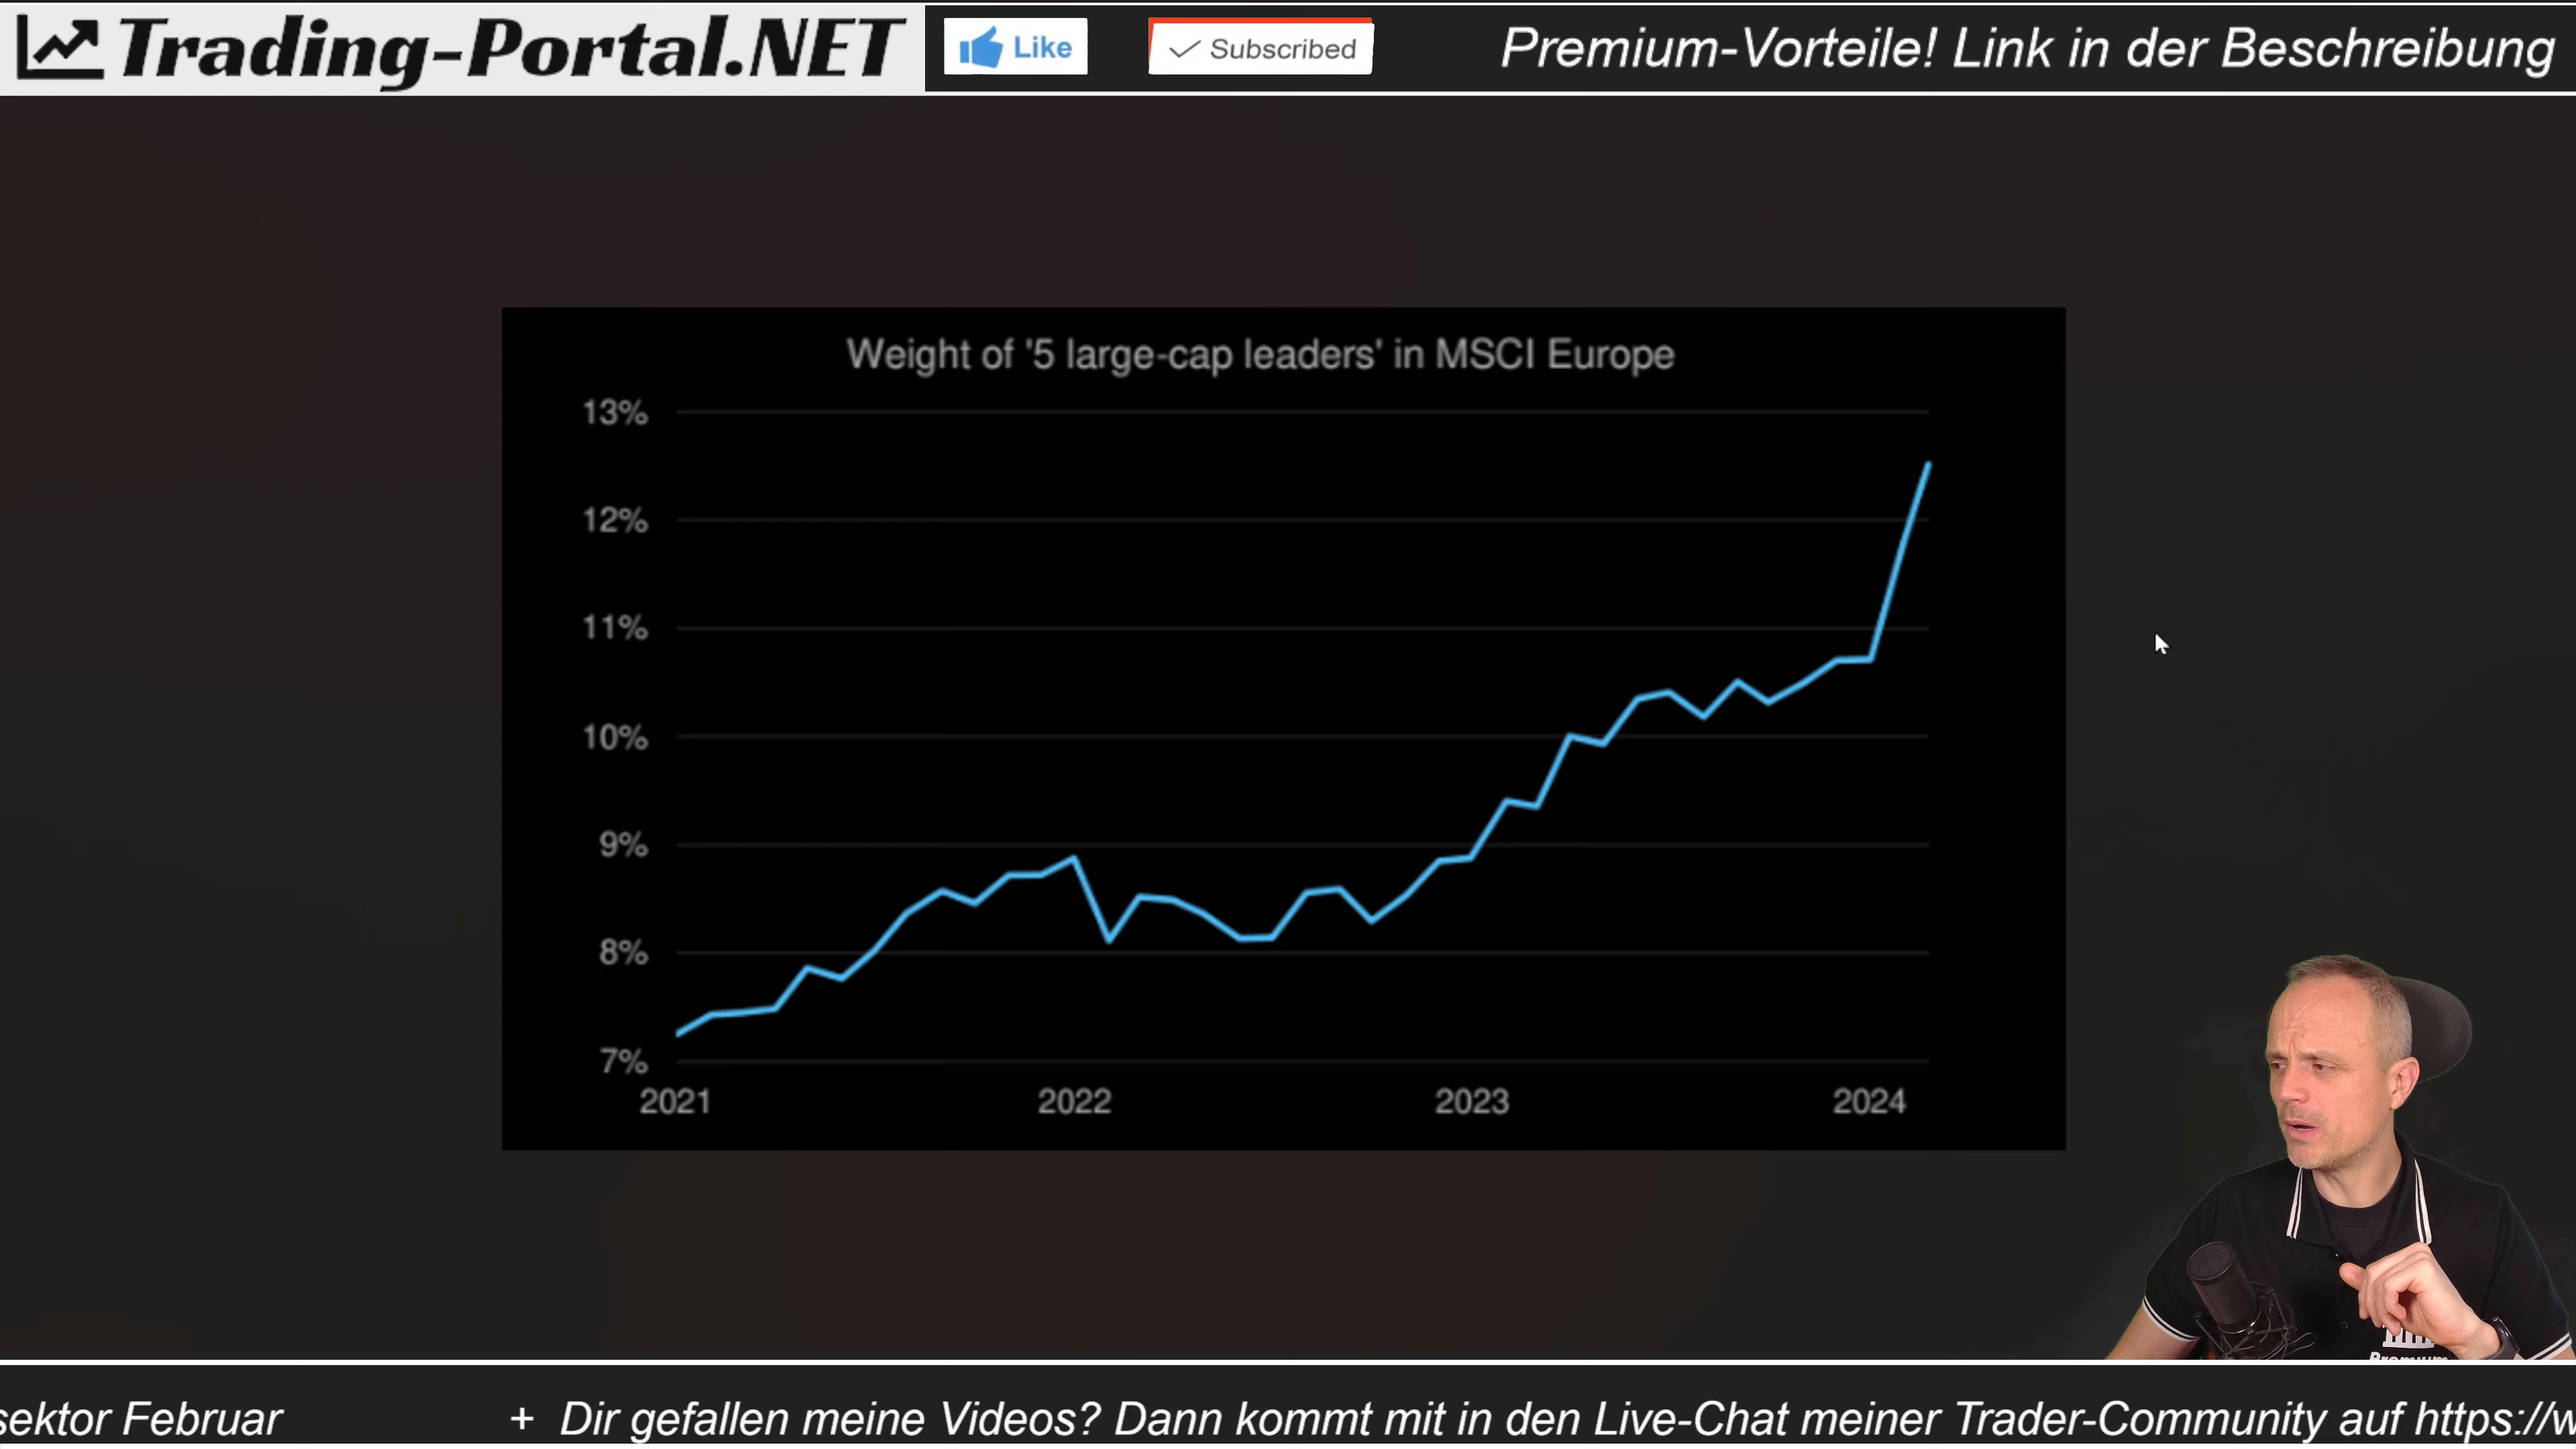 Trading-Portal.NET
Like
Subscribed
Premium-Vorteile! Link in der Beschreibung
Weight of '5 large-cap leaders' in MSCI Europe
13%
12%
11%
10%
9%
8%
7%
2021 2022 2023 2024
sektor Februar + Dir gefallen meine Videos? Dann kommt mit in den Live-Chat meiner Trader-Community auf https://w